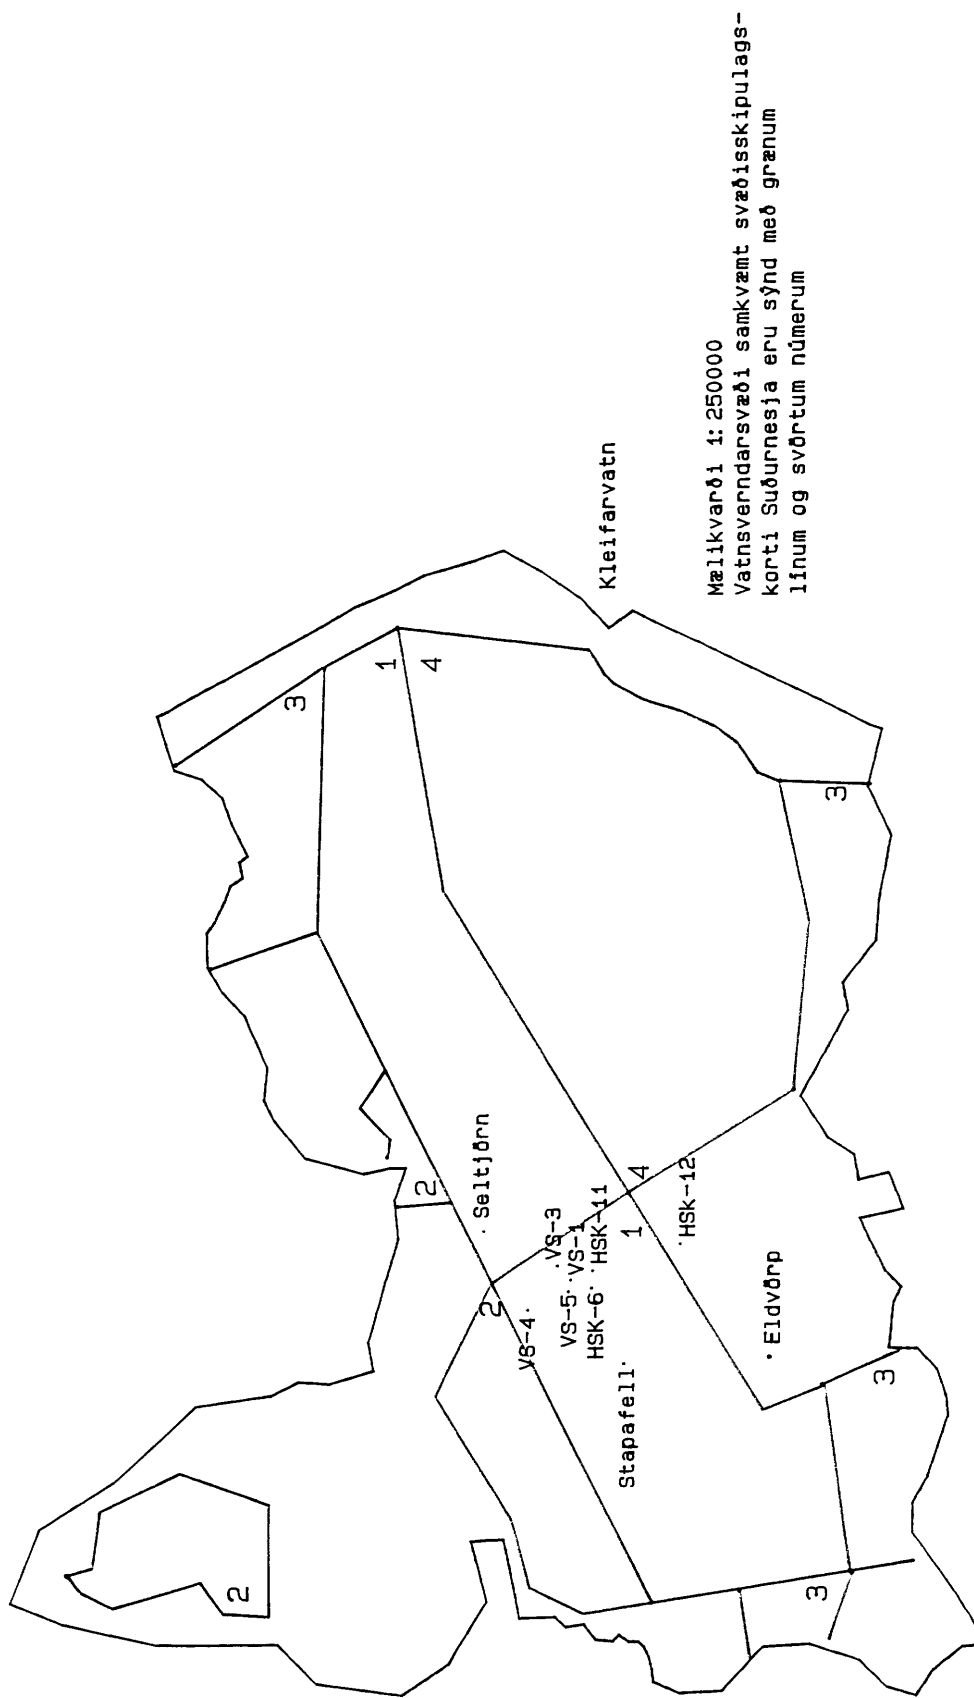 Mælikvarði 1:250000
Vatnsverndarsvæði samkvæmt svæðisskipulags-
korti Suðurnesja eru sýnd með grænum
línum og svörtum númerum
Kleifarvatn
3
1
4
3
2
Seltjörn
2
VS-4
VS-3
VS-5
VS-1
HSK-6
HSK-11
1
4
HSK-12
Stapafell
Eldvörp
3
3
2